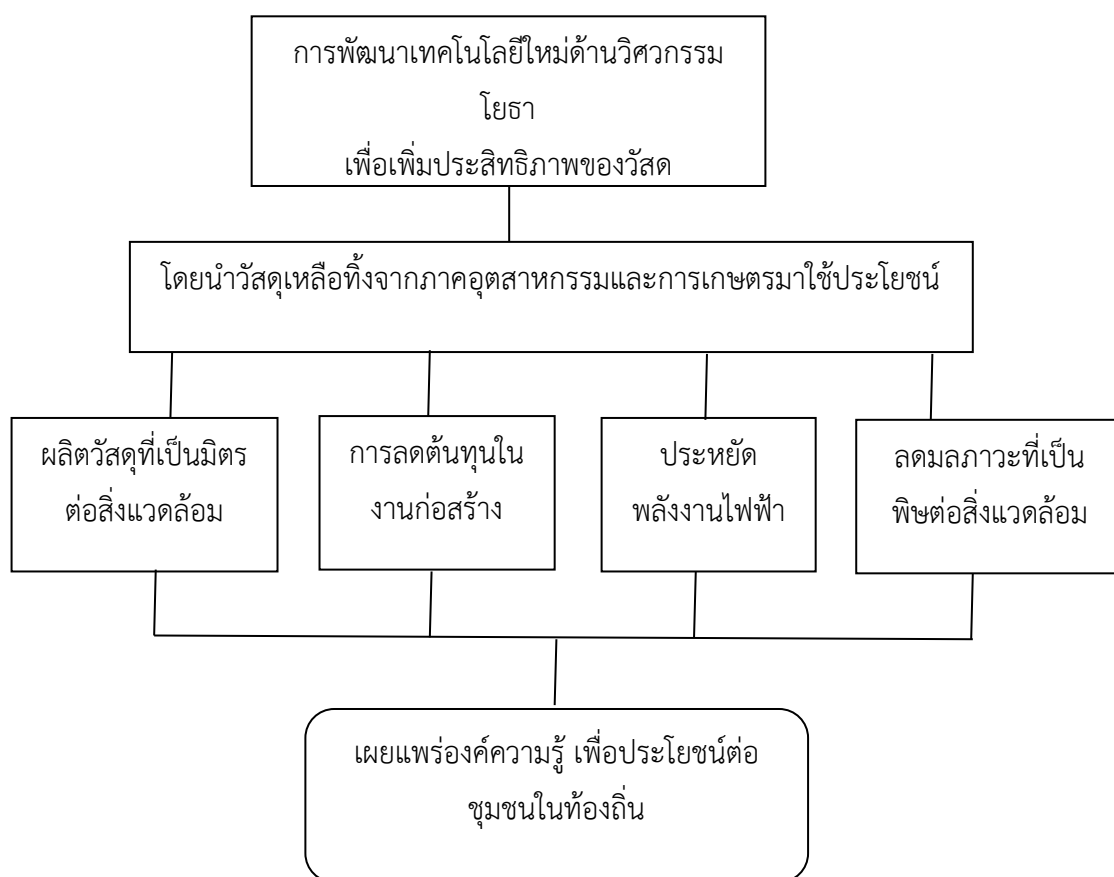 การพัฒนาเทคโนโลยีใหม่ด้านวิศวกรรม
โยธา
เพื่อเพิ่มประสิทธิภาพของวัสด
โดยนำวัสดุเหลือทิ้งจากภาคอุตสาหกรรมและการเกษตรมาใช้ประโยชน์
ผลิตวัสดุที่เป็นมิตร
ต่อสิ่งแวดล้อม
การลดต้นทุนใน
งานก่อสร้าง
ประหยัด
พลังงานไฟฟ้า
ลดมลภาวะที่เป็น
พิษต่อสิ่งแวดล้อม
เผยแพร่องค์ความรู้ เพื่อประโยชน์ต่อ
ชุมชนในท้องถิ่น